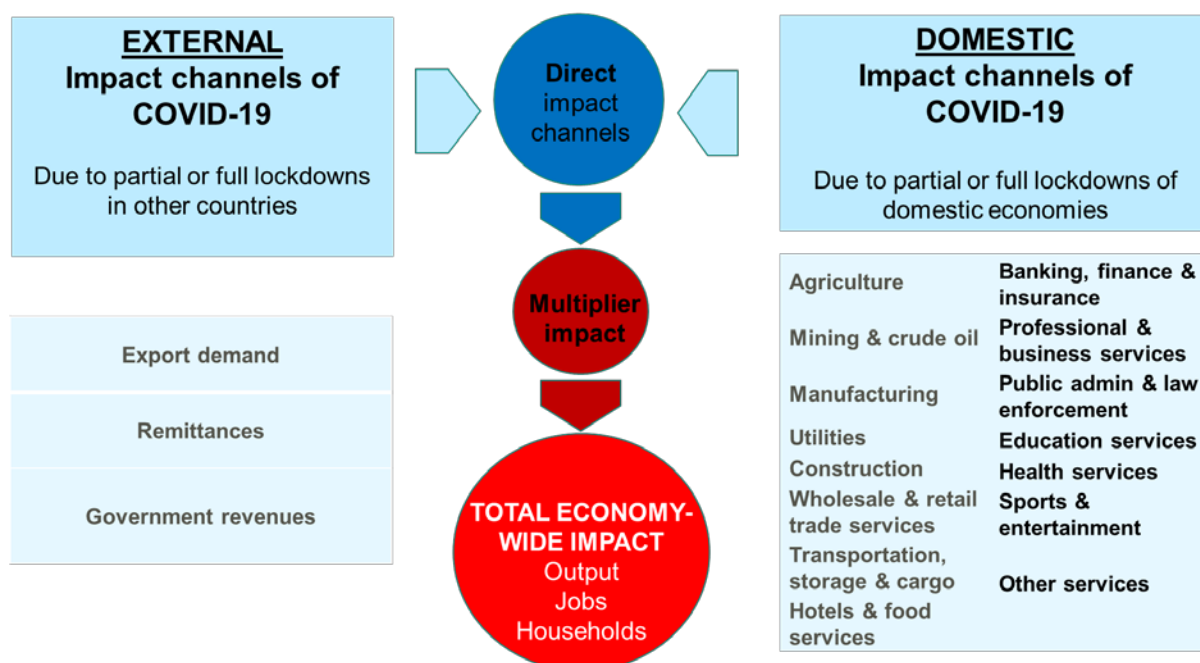 EXTERNAL
Impact channels of
COVID-19
Due to partial or full lockdowns
in other countries
Export demand
Remittances
Government revenues
Direct
impact
channels
Multiplier
impact
TOTAL ECONOMY-
WIDE IMPACT
Output
Jobs
Households
DOMESTIC
Impact channels of
COVID-19
Due to partial or full lockdowns of
domestic economies
Agriculture
Mining & crude oil
Manufacturing
Utilities
Construction
Wholesale & retail
trade services
Transportation,
storage & cargo
Hotels & food
services
Banking, finance &
insurance
Professional &
business services
Public admin & law
enforcement
Education services
Health services
Sports &
entertainment
Other services